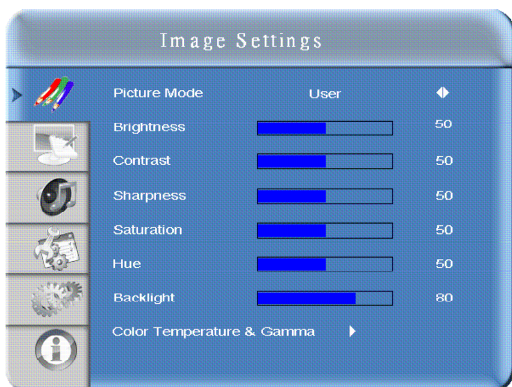 Image Settings
Picture Mode User
Brightness 50
Contrast 50
Sharpness 50
Saturation 50
Hue 50
Backlight 80
Color Temperature & Gamma